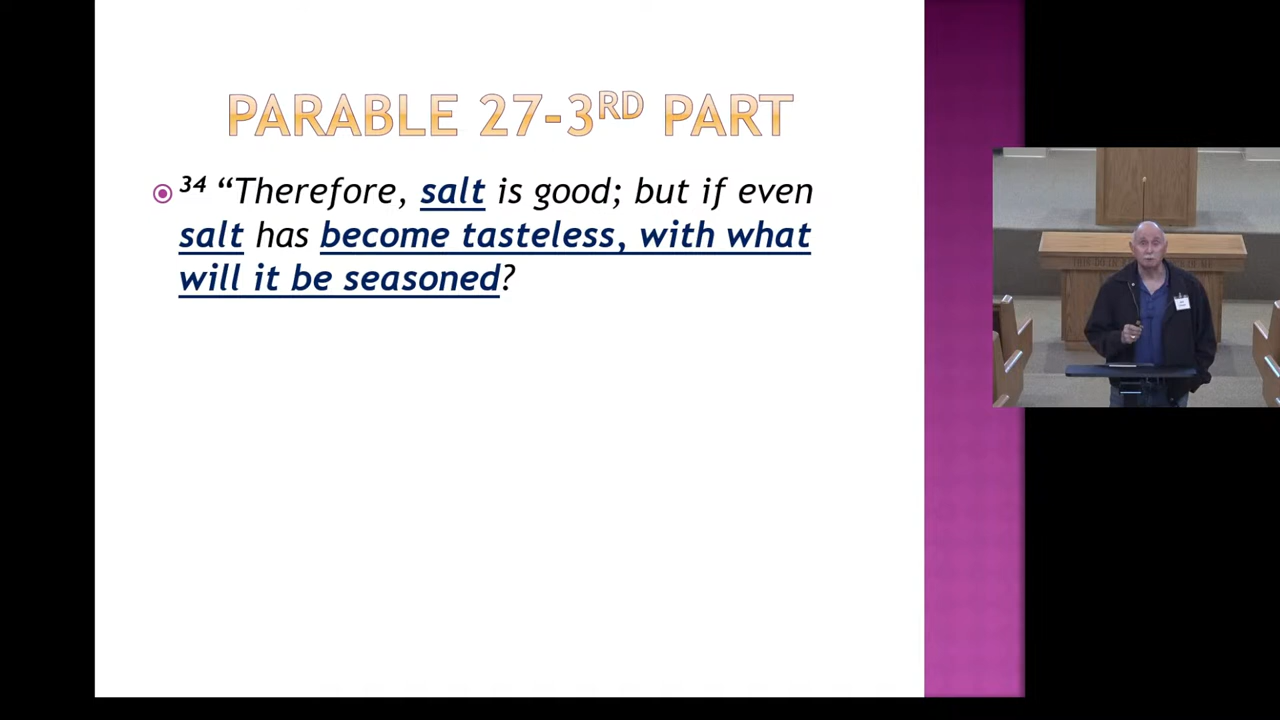 PARABLE 27-3RD PART
34 “Therefore, salt is good; but if even
salt has become tasteless, with what
will it be seasoned?